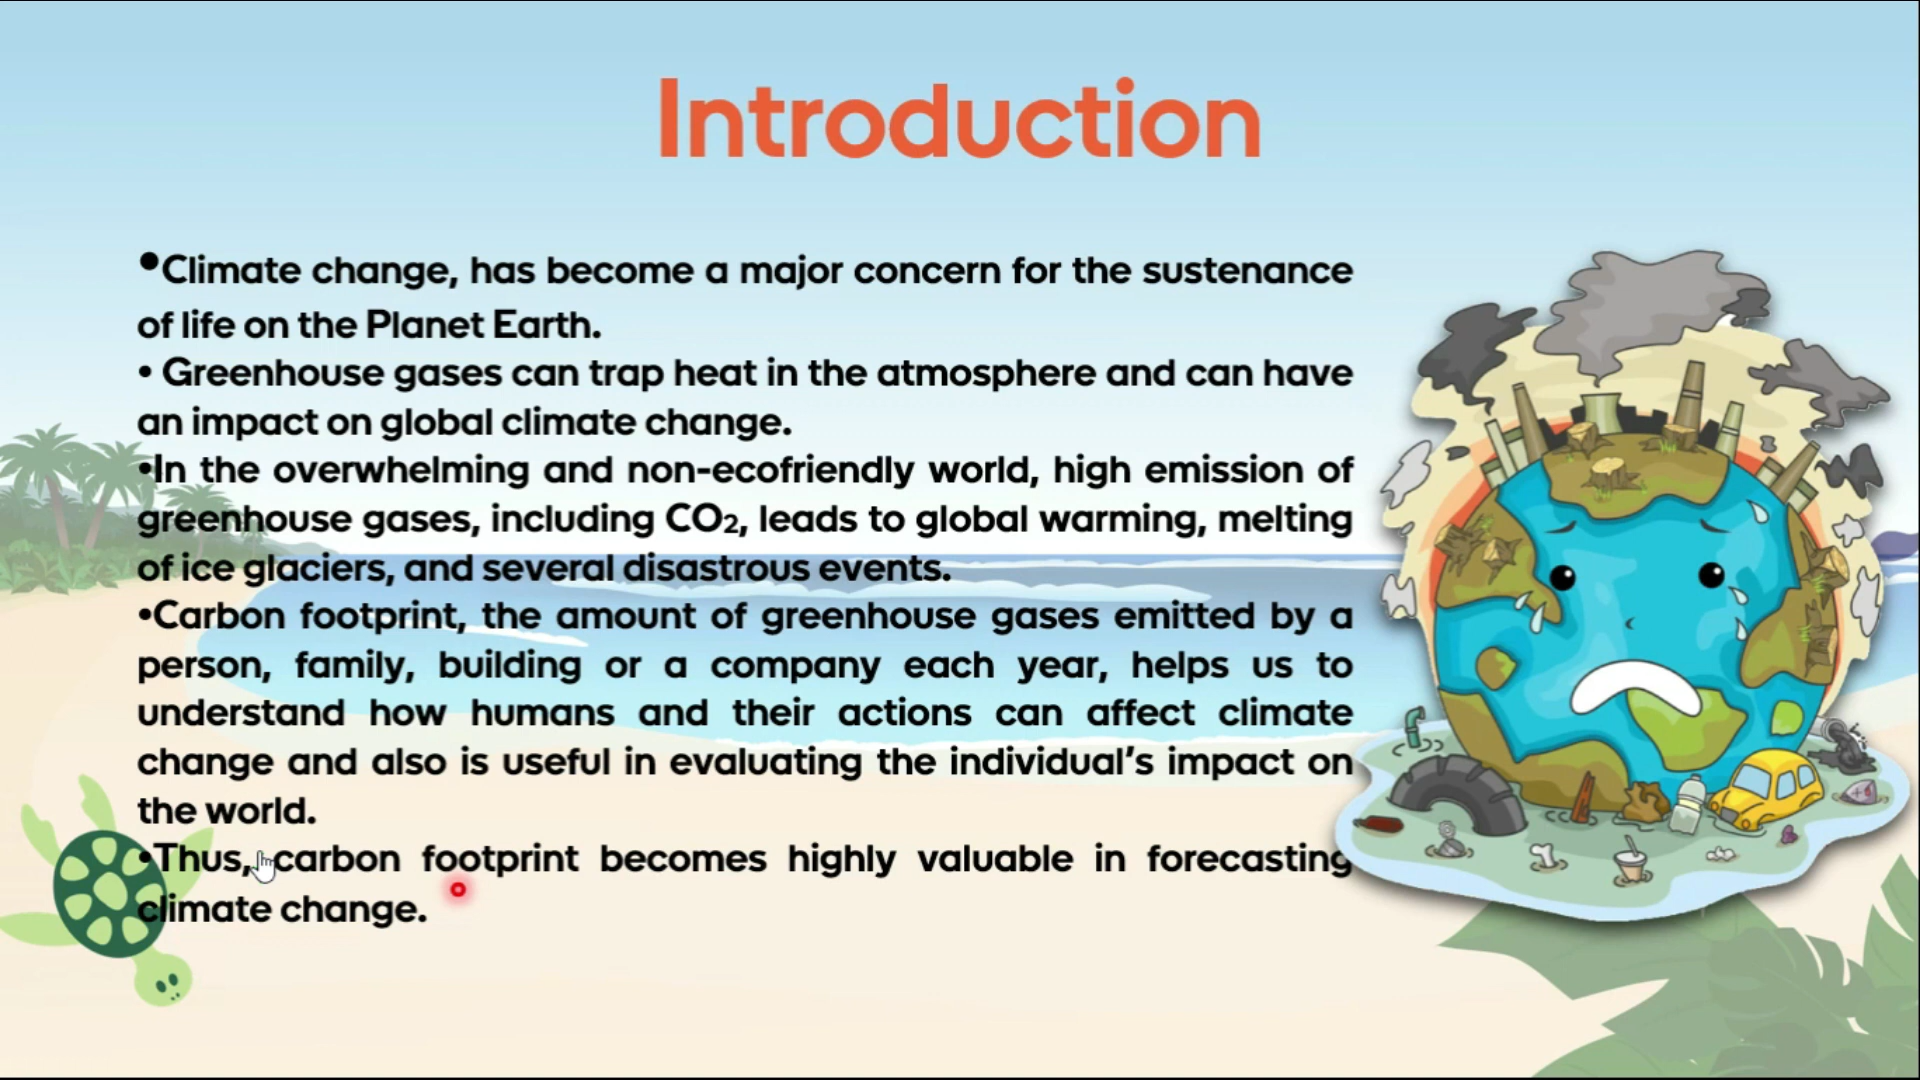 Introduction
•Climate change, has become a major concern for the sustenance
of life on the Planet Earth.
• Greenhouse gases can trap heat in the atmosphere and can have
an impact on global climate change.
•In the overwhelming and non-ecofriendly world, high emission of
greenhouse gases, including CO₂, leads to global warming, melting
of ice glaciers, and several disastrous events.
•Carbon footprint, the amount of greenhouse gases emitted by a
person, family, building or a company each year, helps us to
understand how humans and their actions can affect climate
change and also is useful in evaluating the individual’s impact on
the world.
•Thus, carbon footprint becomes highly valuable in forecasting
climate change.